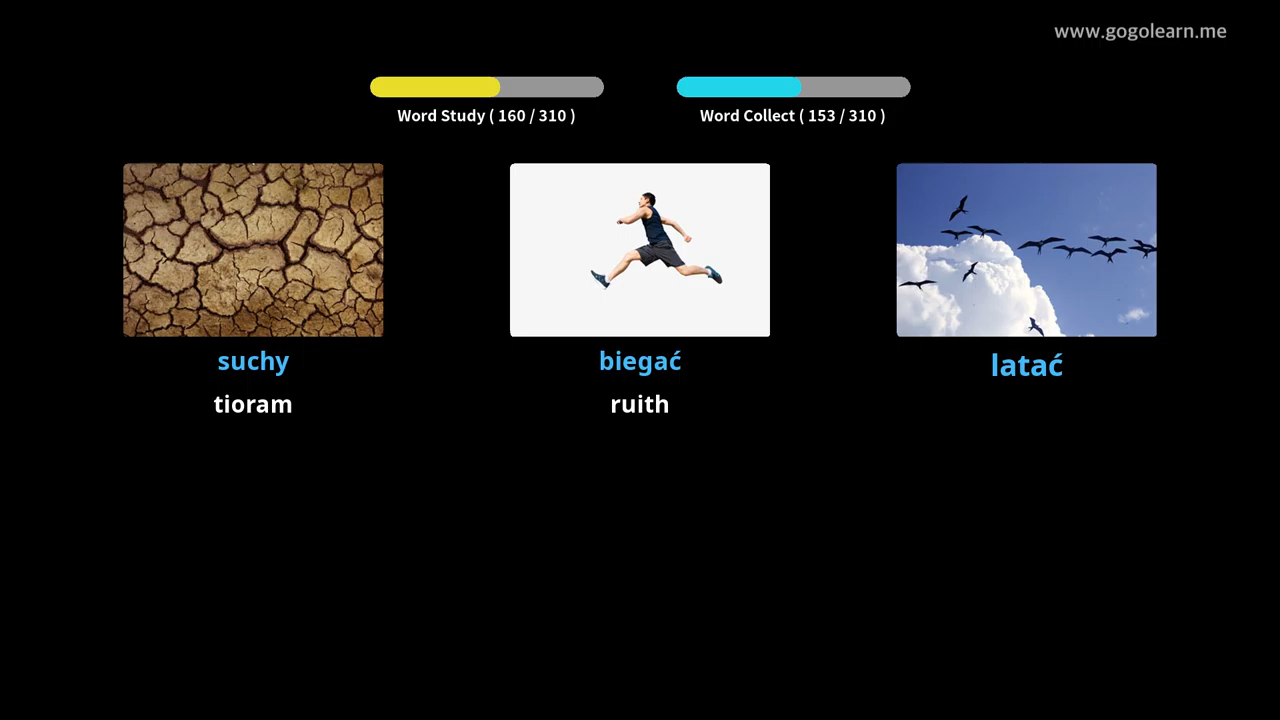 www.gogolearn.me
Word Study ( 160 / 310 )
Word Collect ( 153 / 310 )
suchy
biegać
latać
tioram
ruith